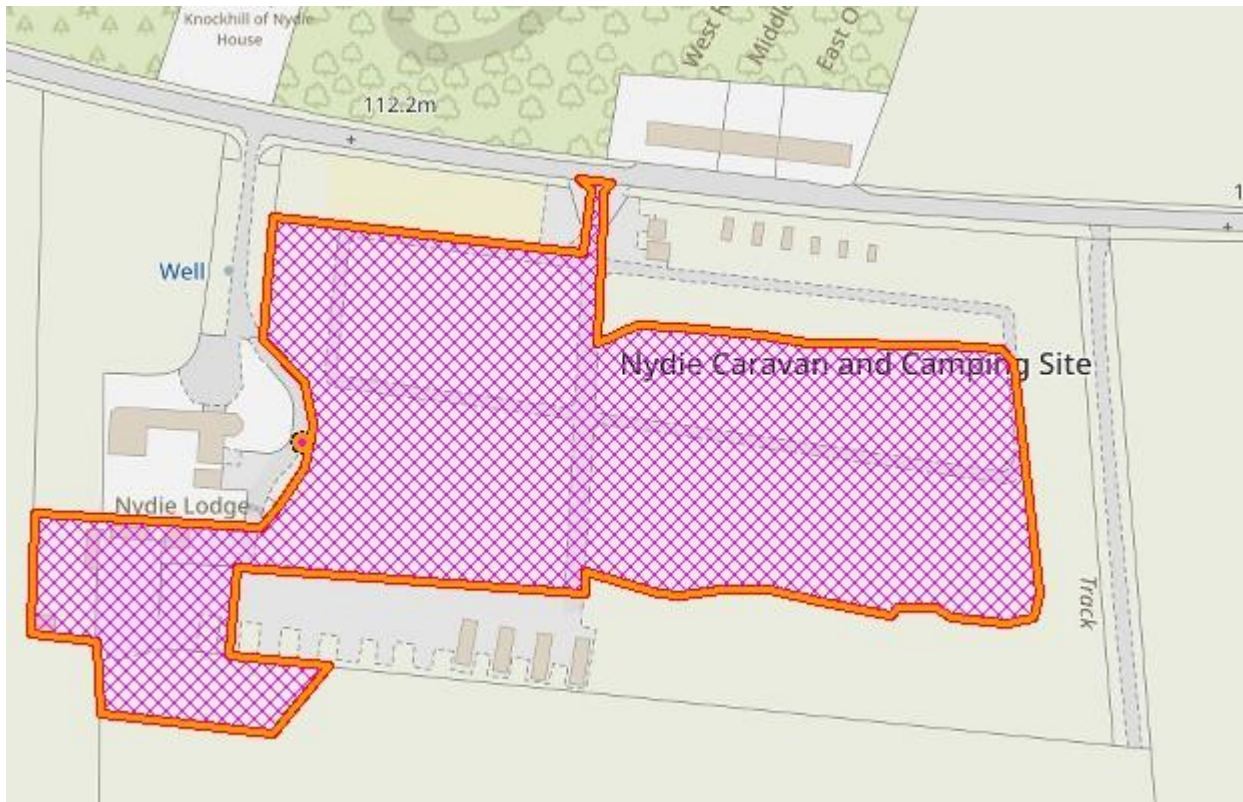 Knockhill of Nydie
House
West
Middle
East
112.2m
Well
Nydie Caravan and Camping Site
Nydie Lodge
Track